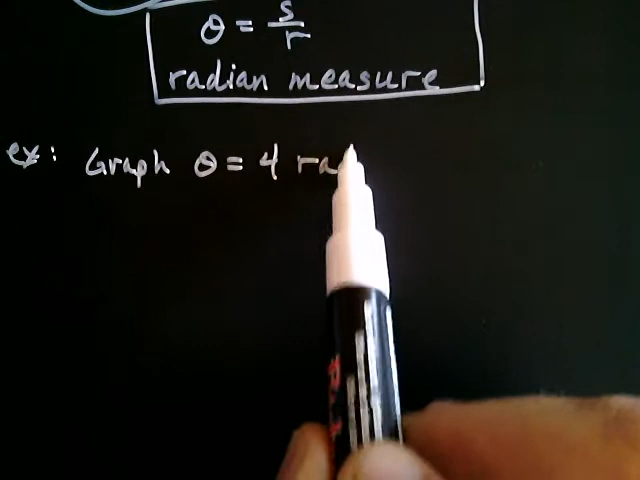 θ = s/r
radian measure
ex: Graph θ = 4 ra